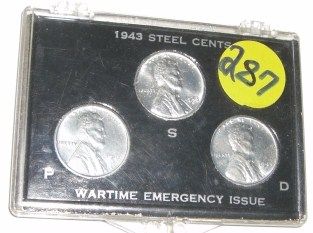 1943 STEEL CENTS
287
S
P
D
WARTIME EMERGENCY ISSUE